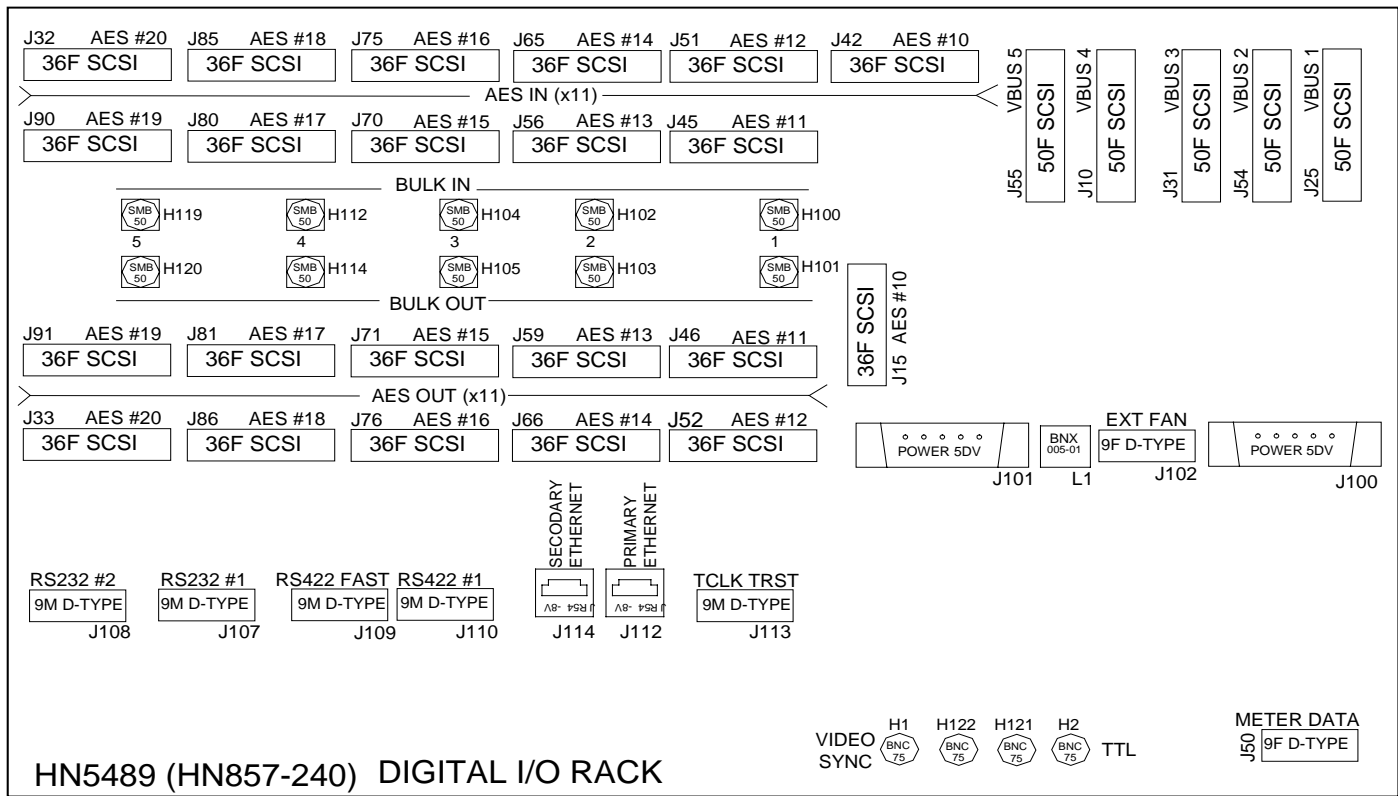 J32 AES #20 J85 AES #18 J75 AES #16 J65 AES #14 J51 AES #12 J42 AES #10
36F SCSI 36F SCSI 36F SCSI 36F SCSI 36F SCSI 36F SCSI
AES IN (x11)
J90 AES #19 J80 AES #17 J70 AES #15 J56 AES #13 J45 AES #11
36F SCSI 36F SCSI 36F SCSI 36F SCSI 36F SCSI
J55 VBUS 5
50F SCSI
J10 VBUS 4
50F SCSI
J31 VBUS 3
50F SCSI
J54 VBUS 2
50F SCSI
J25 VBUS 1
50F SCSI
BULK IN
SMB 50 H119 SMB 50 H112 SMB 50 H104 SMB 50 H102 SMB 50 H100
5 4 3 2 1
SMB 50 H120 SMB 50 H114 SMB 50 H105 SMB 50 H103 SMB 50 H101
BULK OUT
36F SCSI
J15 AES #10
J91 AES #19 J81 AES #17 J71 AES #15 J59 AES #13 J46 AES #11
36F SCSI 36F SCSI 36F SCSI 36F SCSI 36F SCSI
AES OUT (x11)
J33 AES #20 J86 AES #18 J76 AES #16 J66 AES #14 J52 AES #12
36F SCSI 36F SCSI 36F SCSI 36F SCSI 36F SCSI
POWER 5DV
J101
BNX
005-01
L1
EXT FAN
9F D-TYPE
J102
POWER 5DV
J100
SECODARY
ETHERNET
PRIMARY
ETHERNET
RS232 #2 RS232 #1 RS422 FAST RS422 #1 TCLK TRST
9M D-TYPE 9M D-TYPE 9M D-TYPE 9M D-TYPE J R54 -8V J R54 -8V 9M D-TYPE
J108 J107 J109 J110 J114 J112 J113
H1 H122 H121 H2
VIDEO
SYNC
BNC 75 BNC 75 BNC 75 BNC 75
TTL
METER DATA
J50 9F D-TYPE
HN5489 (HN857-240) DIGITAL I/O RACK